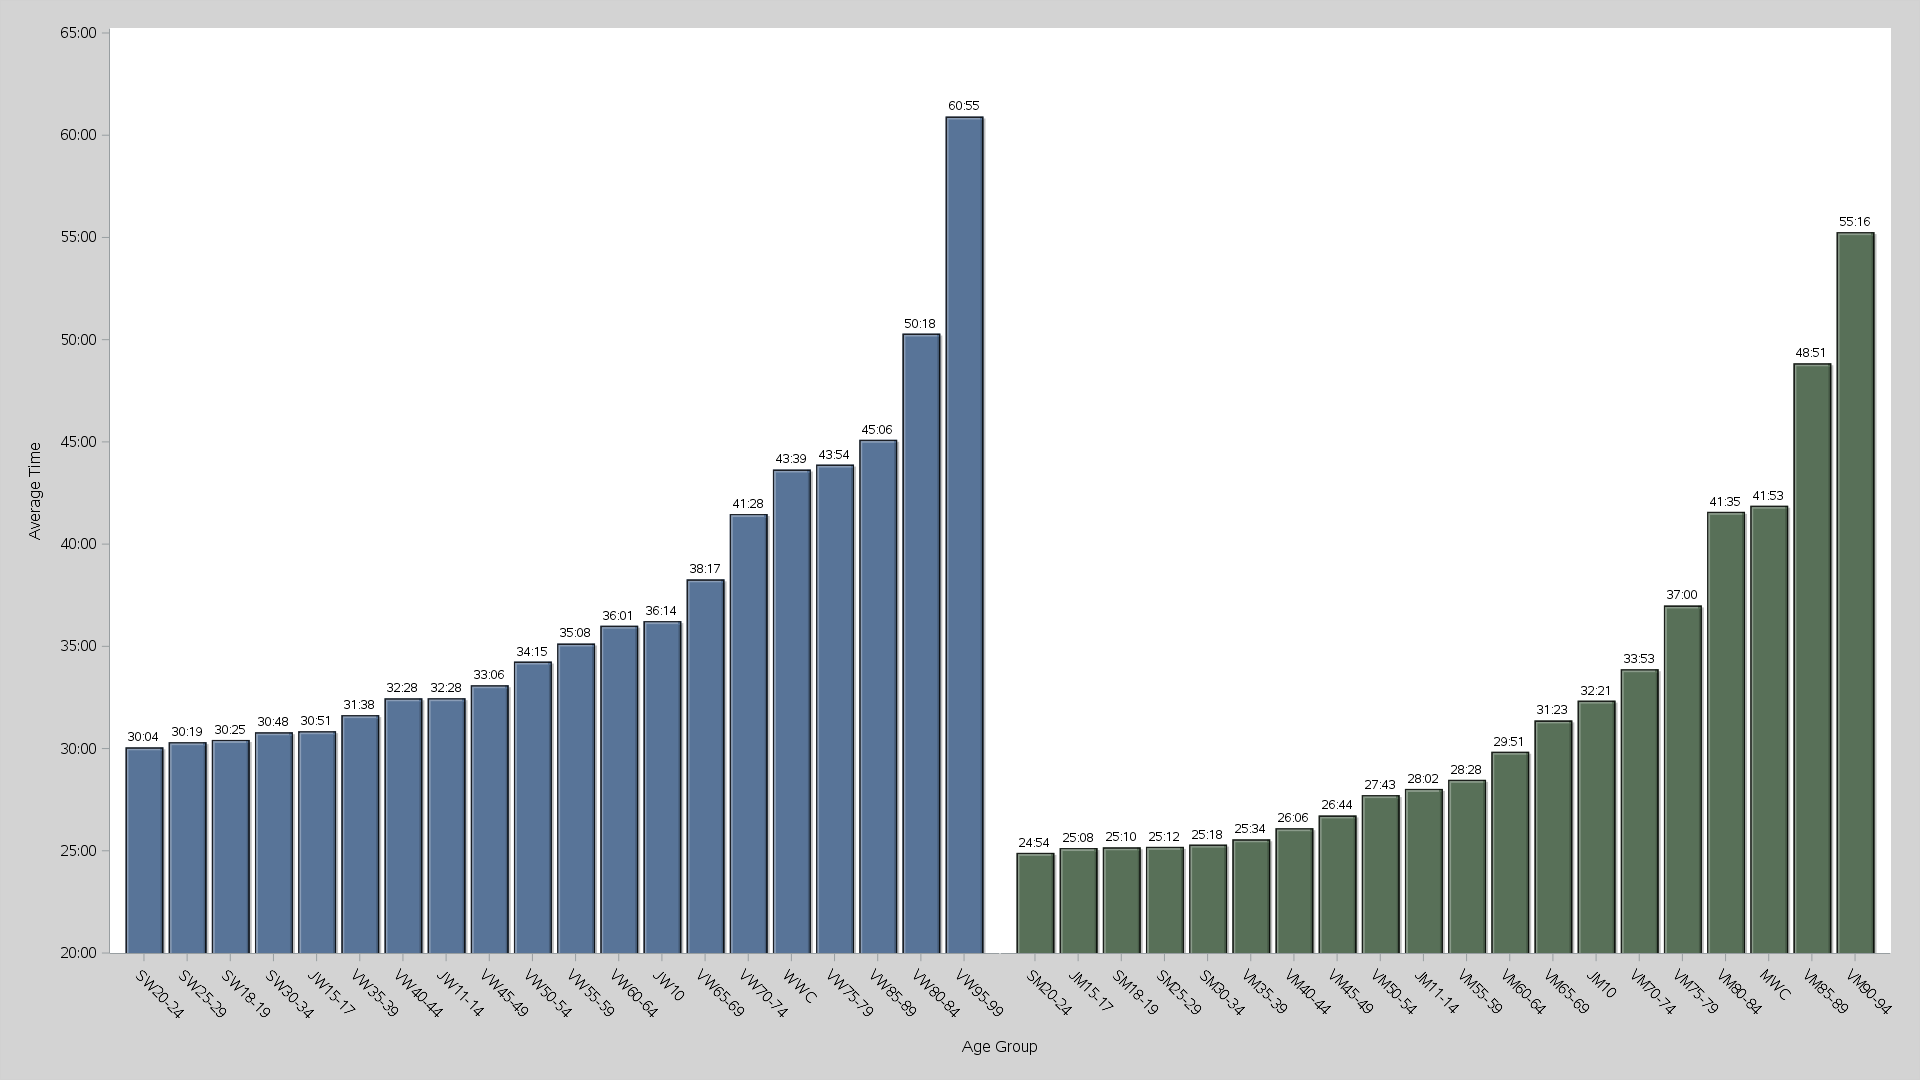 65:00
60:00
55:00
50:00
45:00
40:00
35:00
30:00
25:00
20:00
Average Time
30:04
30:19
30:25
30:48
30:51
31:38
32:28
32:28
33:06
34:15
35:08
36:01
36:14
38:17
41:28
43:39
43:54
45:06
50:18
60:55
24:54
25:08
25:10
25:12
25:18
25:34
26:06
26:44
27:43
28:02
28:28
29:51
31:23
32:21
33:53
37:00
41:35
41:53
48:51
55:16
SW20-24
SW25-29
SW18-19
SW30-34
JW15-17
VW35-39
VW40-44
JW11-14
VW45-49
VW50-54
VW55-59
VW60-64
JW10
VW65-69
VW70-74
WWC
VW75-79
VW85-89
VW80-84
VW95-99
SM20-24
JM15-17
SM18-19
SM25-29
SM30-34
VM35-39
VM40-44
VM45-49
VM50-54
JM11-14
VM55-59
VM60-64
VM65-69
JM10
VM70-74
VM75-79
VM80-84
MWC
VM85-89
VM90-94
Age Group